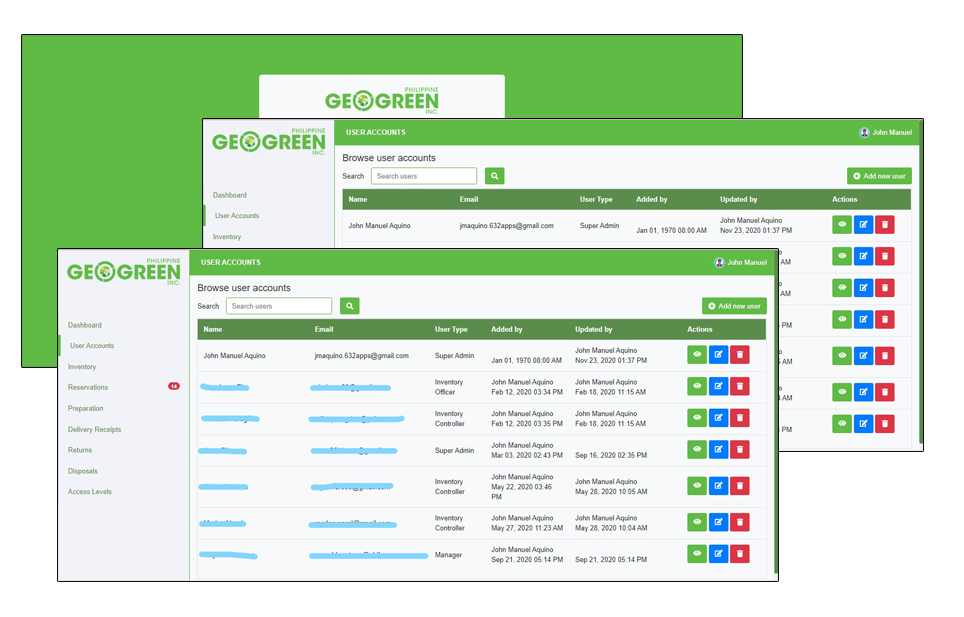 PHILIPPINE
GEOGREEN
INC.
PHILIPPINE
GEOGREEN
INC.
USER ACCOUNTS
John Manuel
Browse user accounts
Search
Search users
Add new user
Name Email User Type Added by Updated by Actions
Dashboard
User Accounts
Inventory
John Manuel Aquino jmaquino.632apps@gmail.com Super Admin Jan 01, 1970 08:00 AM John Manuel Aquino
Nov 23, 2020 01:37 PM
AM
AM
PM
AM
AM
PM
PHILIPPINE
GEOGREEN
INC.
Dashboard
User Accounts
Inventory
Reservations 14
Preparation
Delivery Receipts
Returns
Disposals
Access Levels
USER ACCOUNTS
John Manuel
Browse user accounts
Search
Search users
Add new user
Name Email User Type Added by Updated by Actions
John Manuel Aquino jmaquino.632apps@gmail.com Super Admin Jan 01, 1970 08:00 AM John Manuel Aquino
Nov 23, 2020 01:37 PM
Inventory John Manuel Aquino John Manuel Aquino
Officer Feb 12, 2020 03:34 PM Feb 18, 2020 11:15 AM
Inventory John Manuel Aquino John Manuel Aquino
Controller Feb 12, 2020 03:35 PM Feb 18, 2020 11:15 AM
Super Admin John Manuel Aquino
Mar 03, 2020 02:43 PM Sep 16, 2020 02:35 PM
Inventory John Manuel Aquino John Manuel Aquino
Controller May 22, 2020 03:46 May 28, 2020 10:05 AM
PM
Inventory John Manuel Aquino John Manuel Aquino
Controller May 27, 2020 11:23 AM May 28, 2020 10:04 AM
Manager John Manuel Aquino
Sep 21, 2020 05:14 PM Sep 21, 2020 05:14 PM